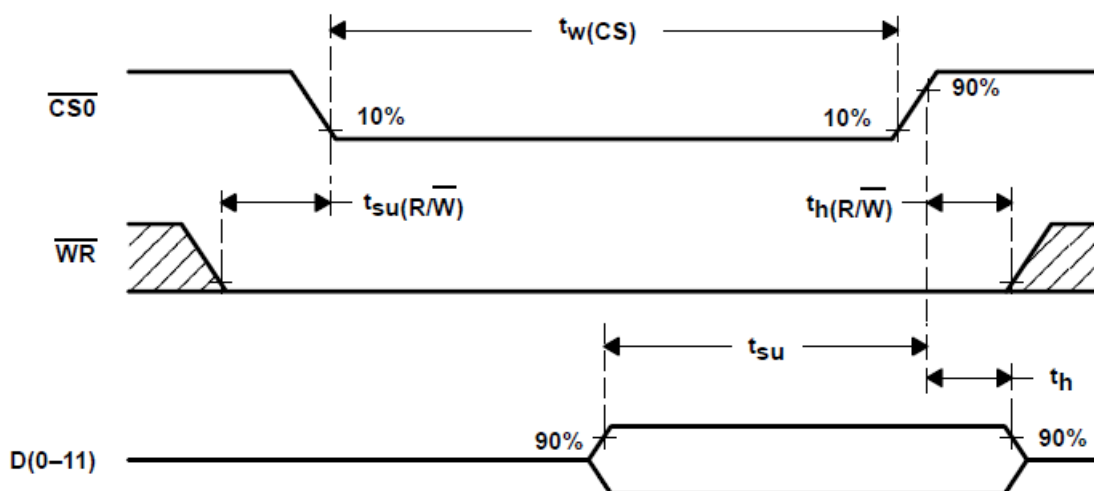 tw(CS)
CS0
10%
10%
90%
tsu(R/W)
th(R/W)
WR
tsu
th
90%
90%
D(0–11)